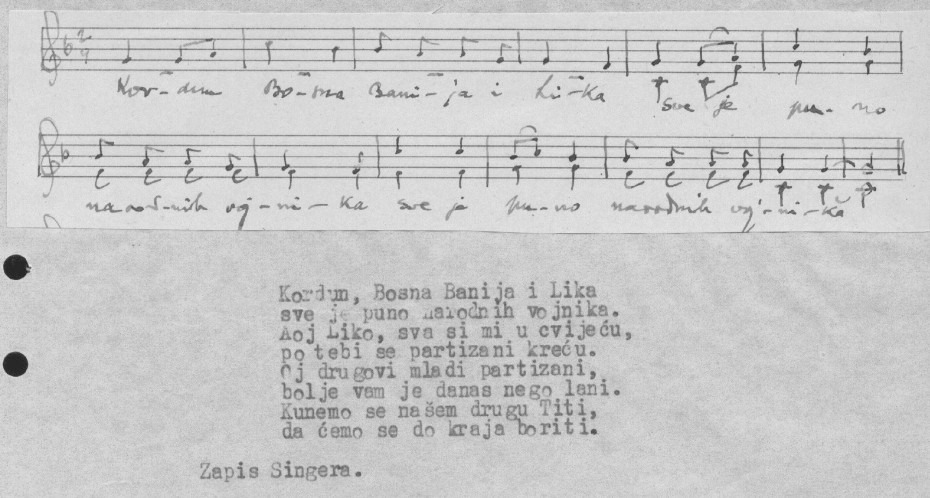 2
4
Kor-dun Bo-sna Bani-ja i Li-ka sve je pu-no
narodnih voj-ni-ka sve je pu-no narodnih voj-ni-ka
Kordun, Bosna Banija i Lika
sve je puno narodnih vojnika.
Aoj Liko, sva si mi u cvijeću,
po tebi se partizani kreću.
Oj drugovi mladi partizani,
bolje vam je danas nego lani.
Kunemo se našem drugu Titi,
da ćemo se do kraja boriti.
Zapis Singera.